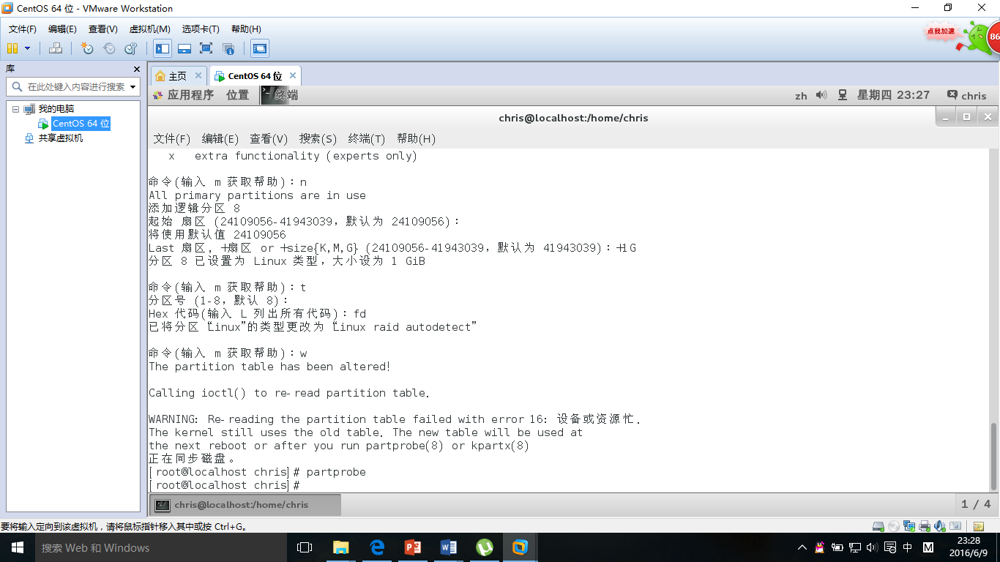 CentOS 64 位 - VMware Workstation
文件(F) 编辑(E) 查看(V) 虚拟机(M) 选项卡(T) 帮助(H)
点我加速
86
库
主页
CentOS 64 位
在此处键入内容进行搜索
应用程序 位置 终端 zh 星期四 23:27 chris
我的电脑
CentOS 64 位
共享虚拟机
chris@localhost:/home/chris
文件(F) 编辑(E) 查看(V) 搜索(S) 终端(T) 帮助(H)
x extra functionality (experts only)
命令(输入 m 获取帮助)：n
All primary partitions are in use
添加逻辑分区 8
起始 扇区 (24109056-41943039，默认为 24109056)：
将使用默认值 24109056
Last 扇区, +扇区 or +size{K,M,G} (24109056-41943039，默认为 41943039)：+1G
分区 8 已设置为 Linux 类型，大小设为 1 GiB
命令(输入 m 获取帮助)：t
分区号 (1-8，默认 8)：
Hex 代码(输入 L 列出所有代码)：fd
已将分区“Linux”的类型更改为“Linux raid autodetect”
命令(输入 m 获取帮助)：w
The partition table has been altered!
Calling ioctl() to re-read partition table.
WARNING: Re-reading the partition table failed with error 16: 设备或资源忙.
The kernel still uses the old table. The new table will be used at
the next reboot or after you run partprobe(8) or kpartx(8)
正在同步磁盘。
[root@localhost chris]# partprobe
[root@localhost chris]#
chris@localhost:/home/chris
1 / 4
要将输入定向到该虚拟机，请将鼠标指针移入其中或按 Ctrl+G。
搜索 Web 和 Windows
中
M
23:28
2016/6/9